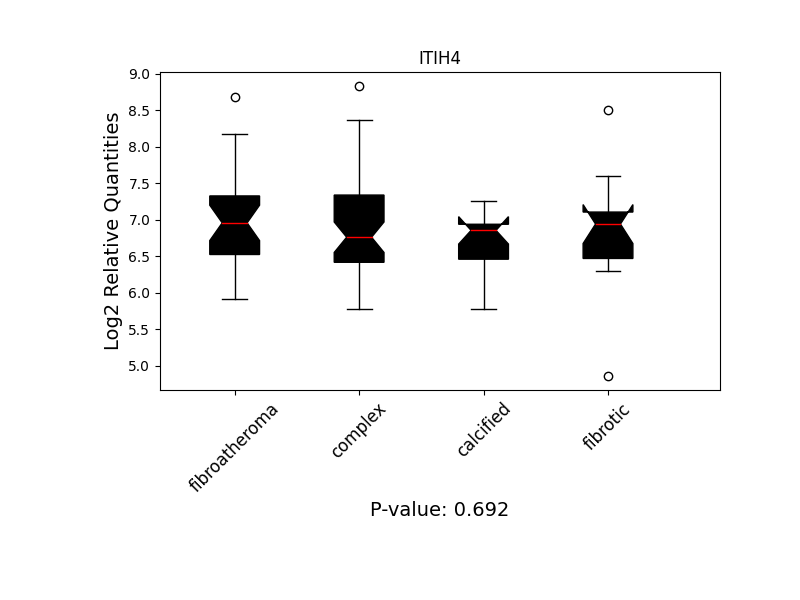 ITIH4
Log2 Relative Quantities
9.0
8.5
8.0
7.5
7.0
6.5
6.0
5.5
5.0
fibroatheroma
complex
calcified
fibrotic
P-value: 0.692